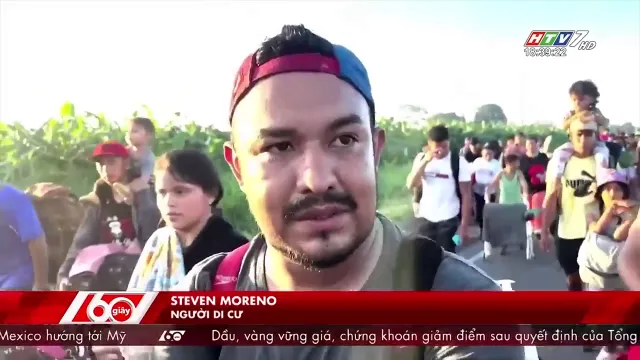 HTV7 HD
18:39:22
PUMA
STEVEN MORENO
60 giây
NGƯỜI DI CƯ
Mexico hướng tới Mỹ
Dầu, vàng vững giá, chứng khoán giảm điểm sau quyết định của Tổng